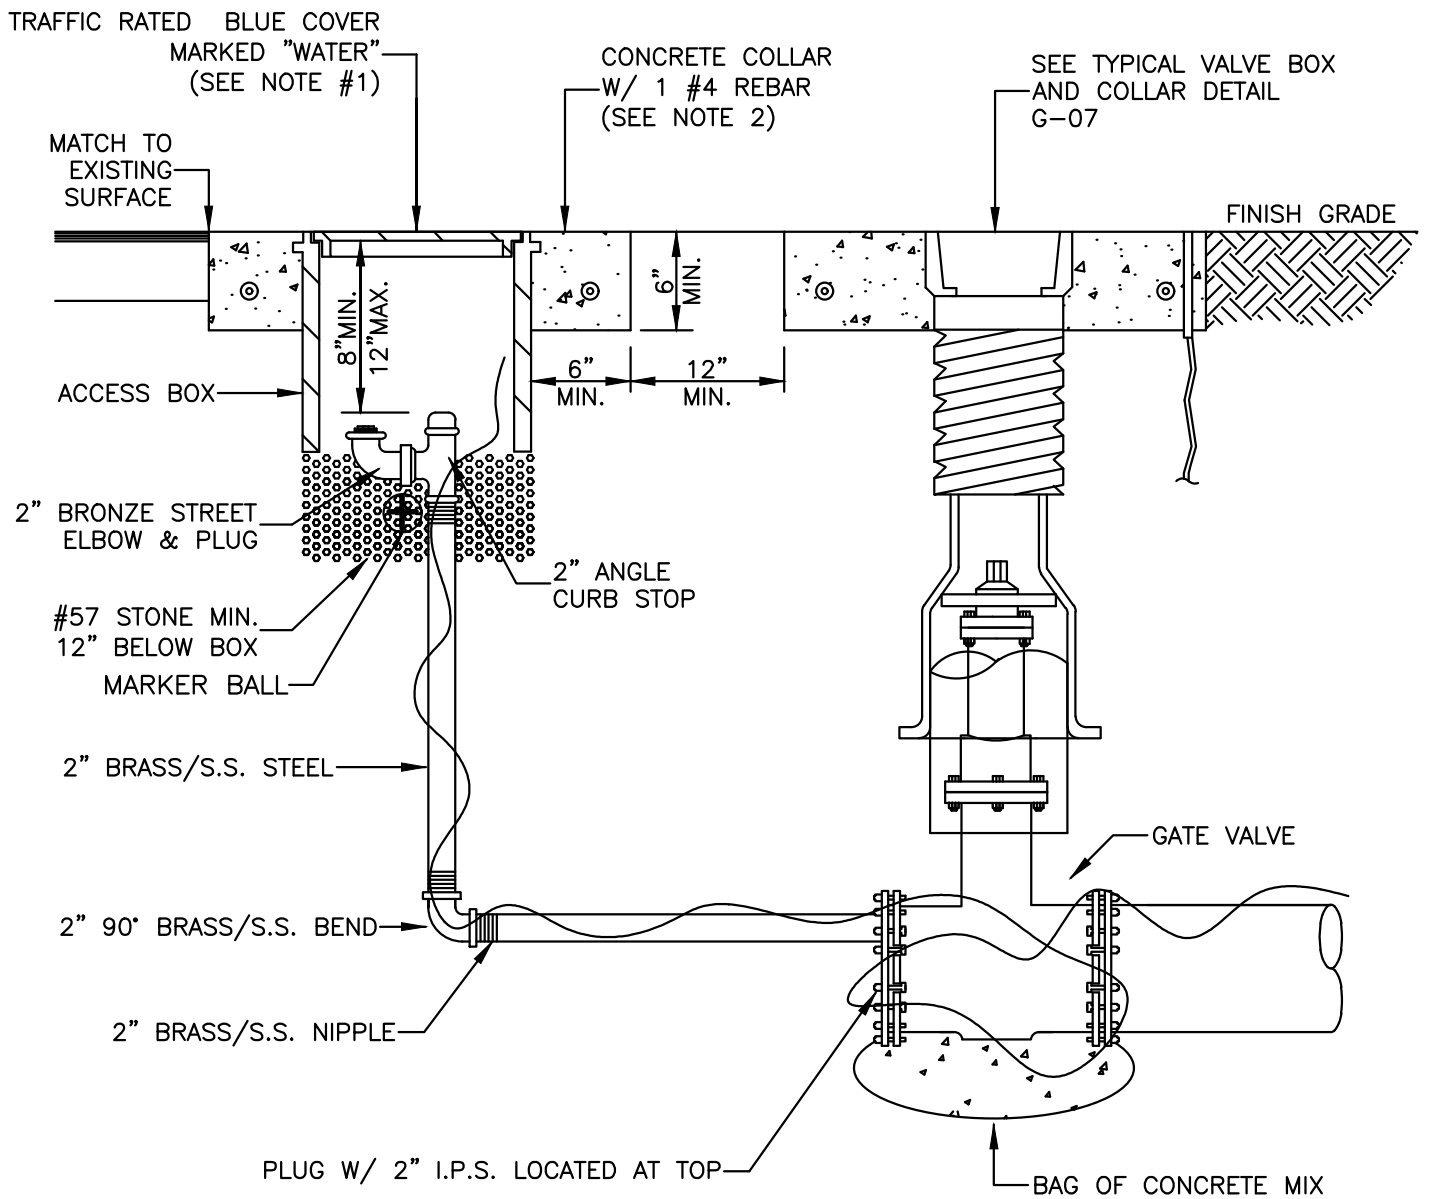 TRAFFIC RATED BLUE COVER
MARKED "WATER"
(SEE NOTE #1)
CONCRETE COLLAR
W/ 1 #4 REBAR
(SEE NOTE 2)
SEE TYPICAL VALVE BOX
AND COLLAR DETAIL
G-07
MATCH TO
EXISTING
SURFACE
FINISH GRADE
6"
MIN.
8"MIN.
12"MAX.
6"
MIN.
12"
MIN.
ACCESS BOX
2" BRONZE STREET
ELBOW & PLUG
2" ANGLE
CURB STOP
#57 STONE MIN.
12" BELOW BOX
MARKER BALL
2" BRASS/S.S. STEEL
GATE VALVE
2" 90° BRASS/S.S. BEND
2" BRASS/S.S. NIPPLE
PLUG W/ 2" I.P.S. LOCATED AT TOP
BAG OF CONCRETE MIX